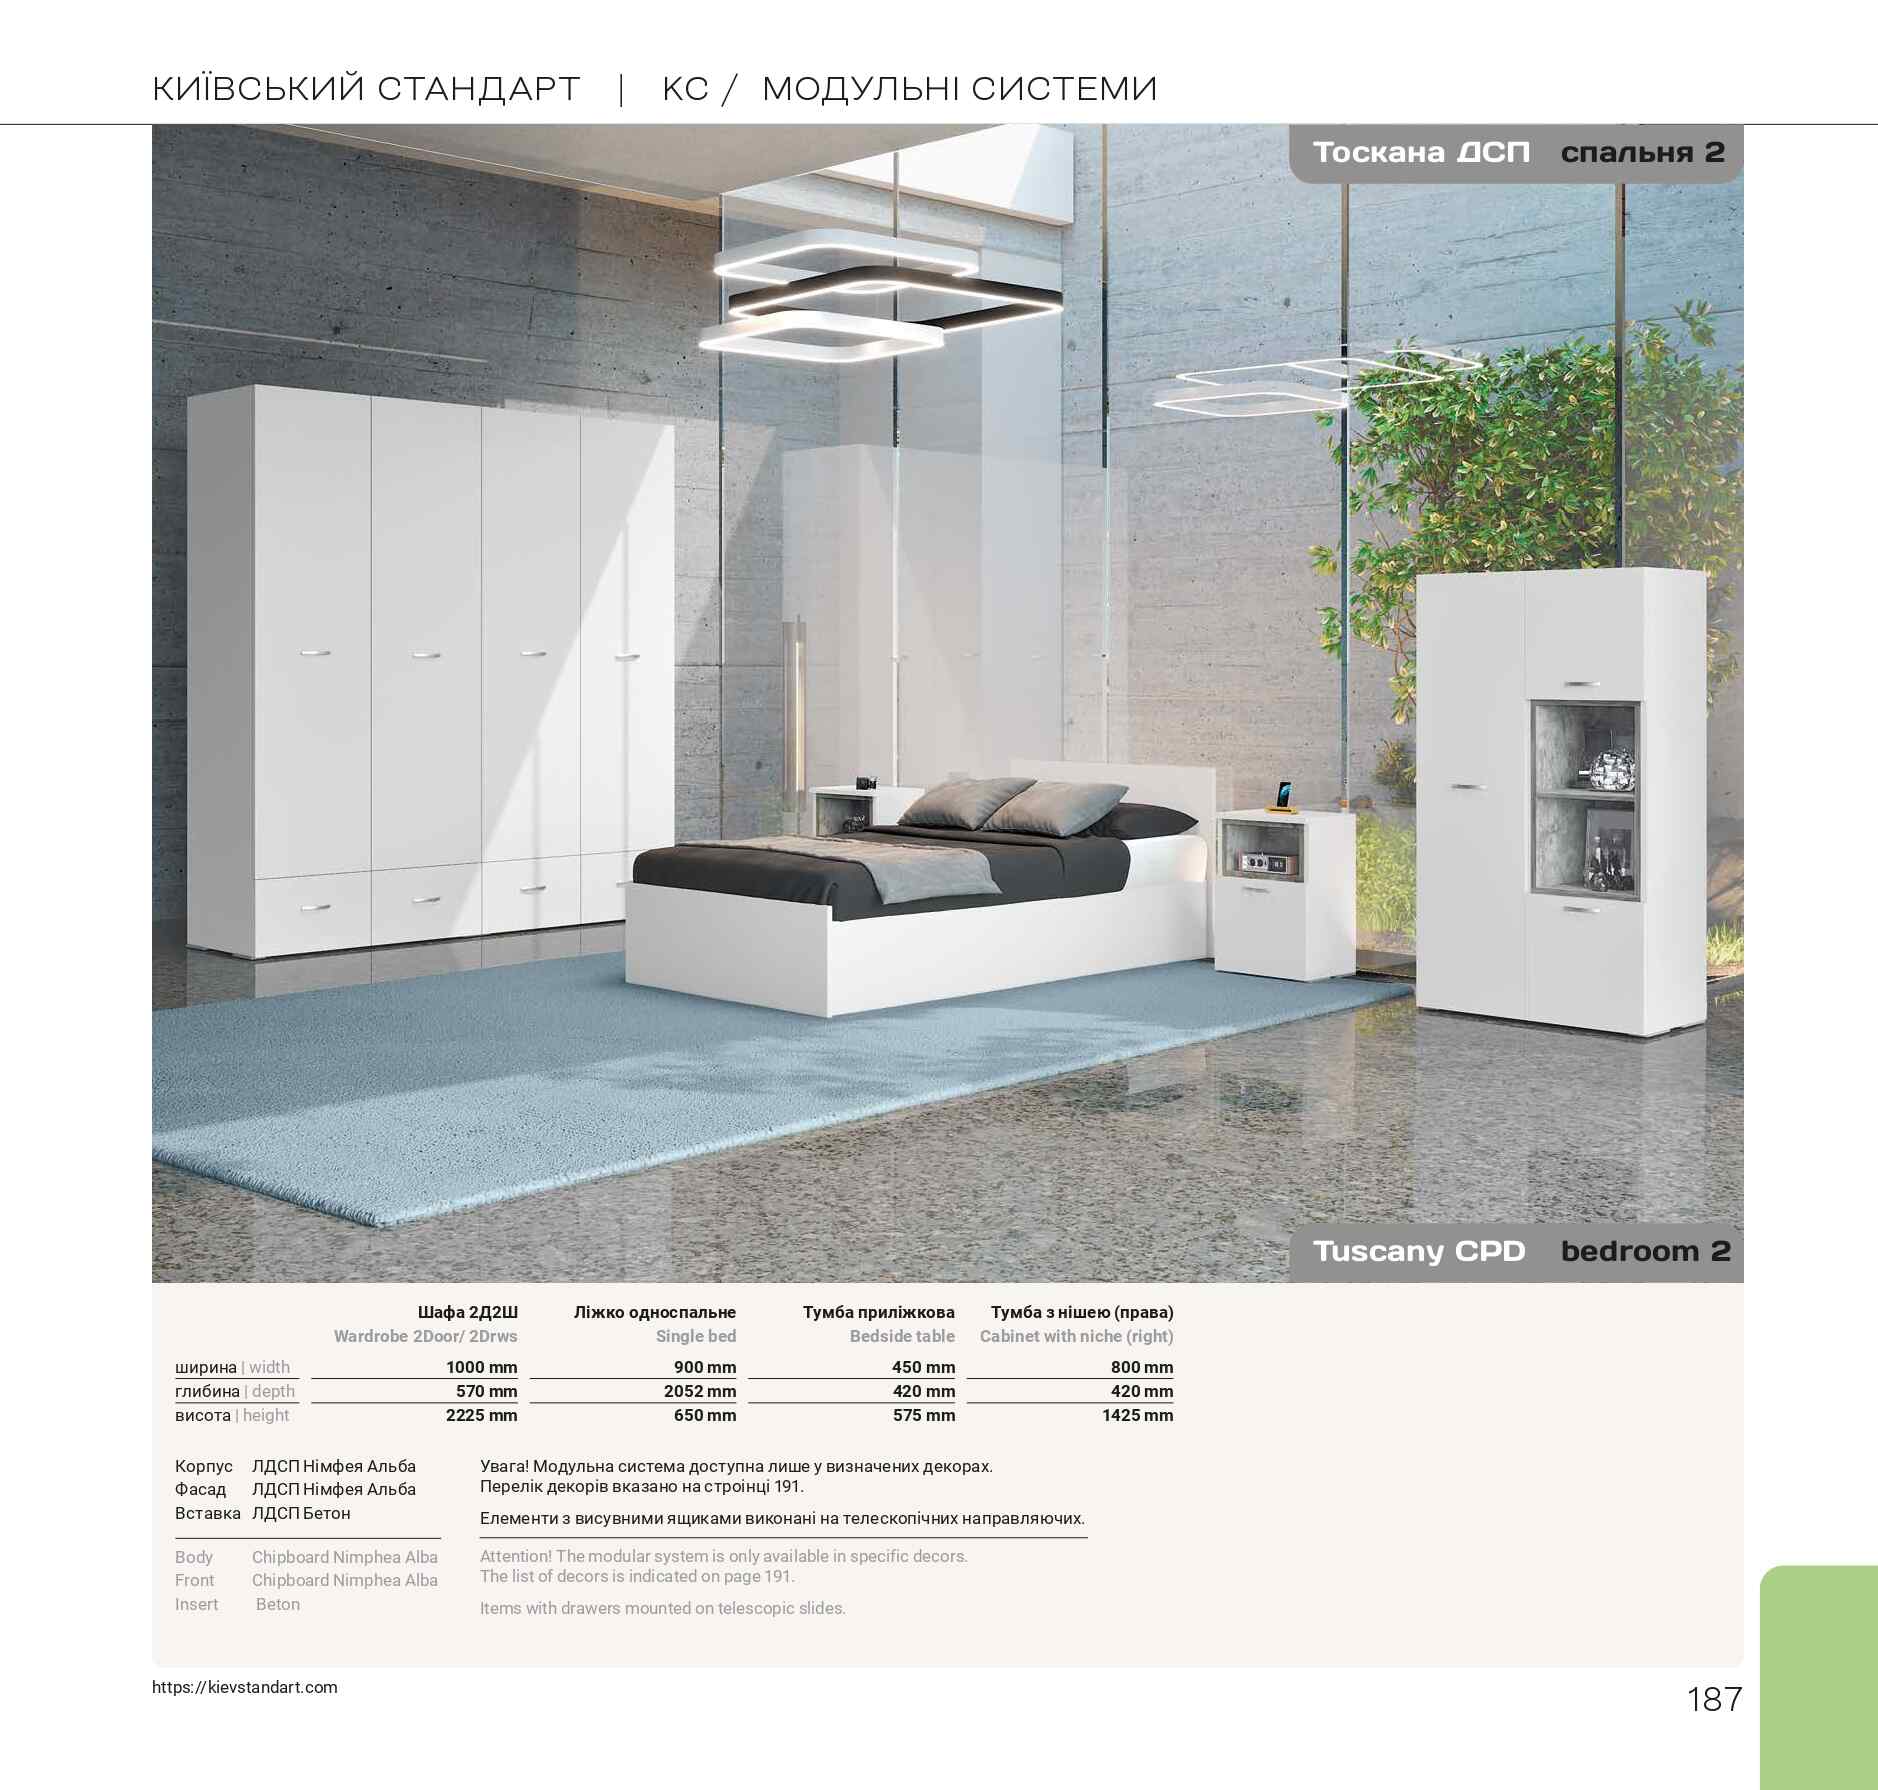 КИЇВСЬКИЙ СТАНДАРТ | КС / МОДУЛЬНІ СИСТЕМИ
Тоскана ДСП спальня 2
Tuscany CPD bedroom 2
Шафа 2Д2Ш Ліжко односпальне Тумба приліжкова Тумба з нішею (права)
Wardrobe 2Door/ 2Drws Single bed Bedside table Cabinet with niche (right)
ширина | width 1000 mm 900 mm 450 mm 800 mm
глибина | depth 570 mm 2052 mm 420 mm 420 mm
висота | height 2225 mm 650 mm 575 mm 1425 mm
Корпус ЛДСП Німфея Альба
Фасад ЛДСП Німфея Альба
Вставка ЛДСП Бетон
Body Chipboard Nimphea Alba
Front Chipboard Nimphea Alba
Insert Beton
Увага! Модульна система доступна лише у визначених декорах.
Перелік декорів вказано на строінці 191.
Елементи з висувними ящиками виконані на телескопічних направляючих.
Attention! The modular system is only available in specific decors.
The list of decors is indicated on page 191.
Items with drawers mounted on telescopic slides.
https://kievstandart.com
187